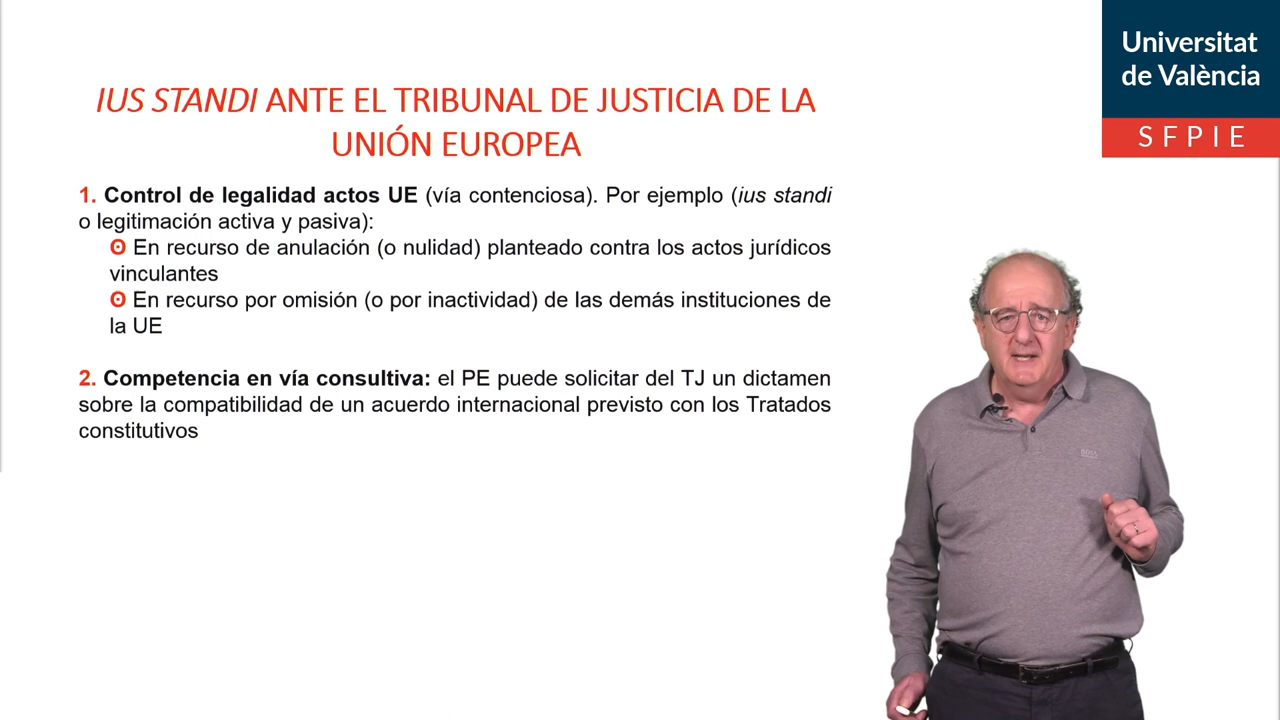 Universitat
de València
SFPIE
IUS STANDI ANTE EL TRIBUNAL DE JUSTICIA DE LA
UNIÓN EUROPEA
1. Control de legalidad actos UE (vía contenciosa). Por ejemplo (ius standi
o legitimación activa y pasiva):
ʘ En recurso de anulación (o nulidad) planteado contra los actos jurídicos
vinculantes
ʘ En recurso por omisión (o por inactividad) de las demás instituciones de
la UE
2. Competencia en vía consultiva: el PE puede solicitar del TJ un dictamen
sobre la compatibilidad de un acuerdo internacional previsto con los Tratados
constitutivos
BOSS